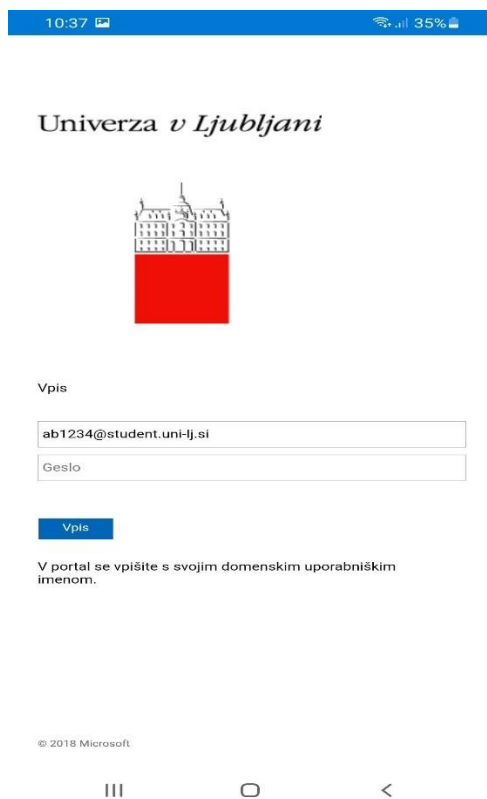 10:37 35%
Univerza v Ljubljani
Vpis
ab1234@student.uni-lj.si
Geslo
Vpis
V portal se vpišite s svojim domenskim uporabniškim
imenom.
© 2018 Microsoft